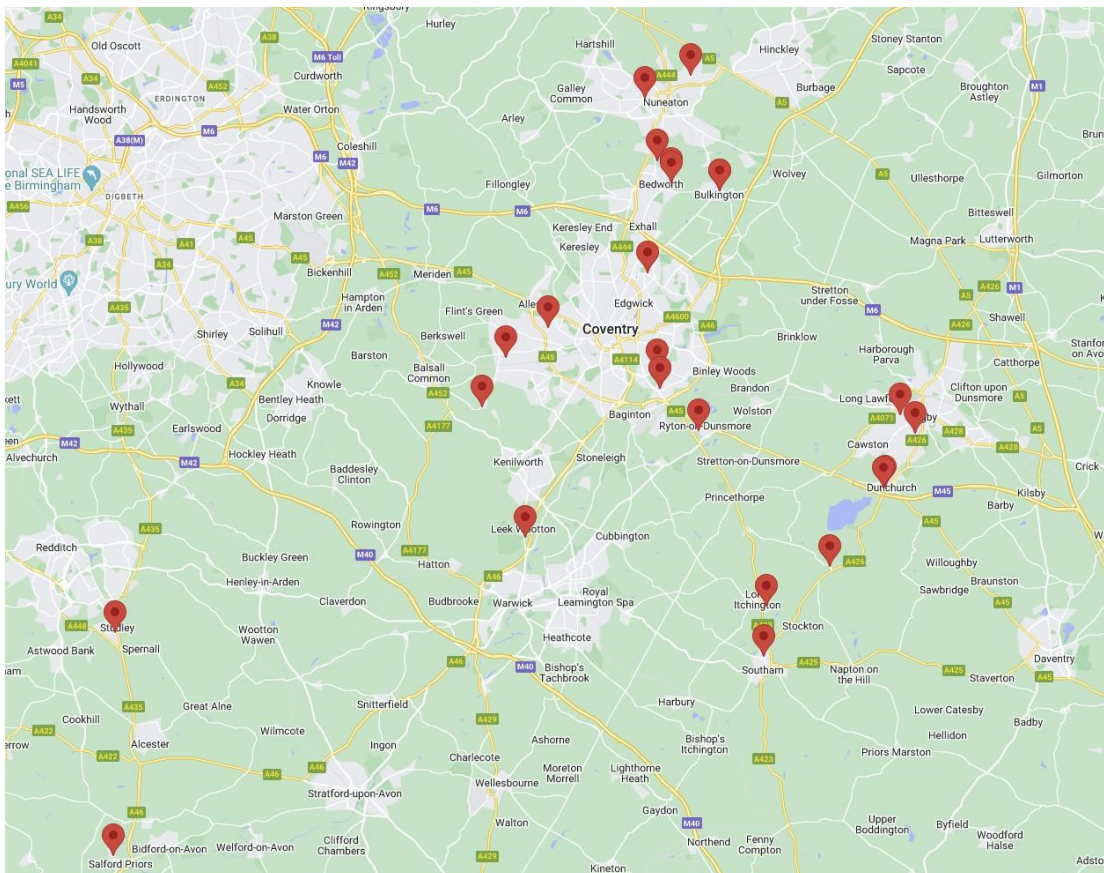 Kingsbury
A34
Hurley
A38
Old Oscott
M6 Toll
Hartshill
Stoney Stanton
Hinckley
A5
A4041
A444
Sapcote
A34
Curdworth
M1
M5
A452
Galley
Common
Burbage
Broughton
Astley
ERDINGTON
Nuneaton
Handsworth
Wood
Water Orton
A5
Arley
M6
A38(M)
Coleshill
M6
M42
A5
Wolvey
Ullesthorpe
Gilmorton
Bedworth
Fillongley
Bulkington
DIGBETH
A456
M6
M6
Bitteswell
Marston Green
Keresley End
Exhall
A45
A38
A41
Keresley
A444
Magna Park
Lutterworth
A34
A45
Bickenhill
A452
Meriden
A45
Stretton
under Fosse
A426
M1
Hampton
in Arden
Edgwick
A435
Flint's Green
M6
A4600
Shawell
M42
A46
A426
Shirley
Solihull
Coventry
Berkswell
Brinklow
Harborough
Parva
Barston
A45
A4114
Catthorpe
Hollywood
Balsall
Common
Binley Woods
A34
Knowle
A452
Brandon
Clifton upon
Dunsmore
A5
Wythall
Bentley Heath
Baginton
A45
Wolston
Dorridge
A4071
Ryton-on-Dunsmore
A435
Earlswood
A4177
A426
A428
A428
M42
Cawston
Alvechurch
M42
Hockley Heath
Kenilworth
Stoneleigh
Stretton-on-Dunsmore
Crick
Baddesley
Clinton
Dunchurch
M45
Kilsby
Princethorpe
Barby
A435
Rowington
Leek Wootton
A45
Cubbington
Redditch
A4177
M40
Buckley Green
Hatton
A426
Willoughby
Henley-in-Arden
A46
Braunston
Royal
Leamington Spa
Sawbridge
Claverdon
Budbrooke
Warwick
A45
A448
Stockton
Wootton
Wawen
Heathcote
Astwood Bank
Spernall
Daventry
A46
M40
Bishop's
Tachbrook
Southam
A425
Napton on
the Hill
A425
Staverton
A45
Great Alne
Snitterfield
Harbury
A435
Lower Catesby
Cookhill
A429
Badby
A422
Wilmcote
Hellidon
Alcester
Ingon
Ashorne
Bishop's
Itchington
Priors Marston
A422
Charlecote
A423
A46
A46
Moreton
Morrell
Lighthorne
Heath
Wellesbourne
Stratford-upon-Avon
A46
Gaydon
Walton
M40
Upper
Boddington
Byfield
Woodford
Halse
Bidford-on-Avon
Welford-on-Avon
Clifford
Chambers
Northend
Fenny
Compton
Salford Priors
A429
Kineton